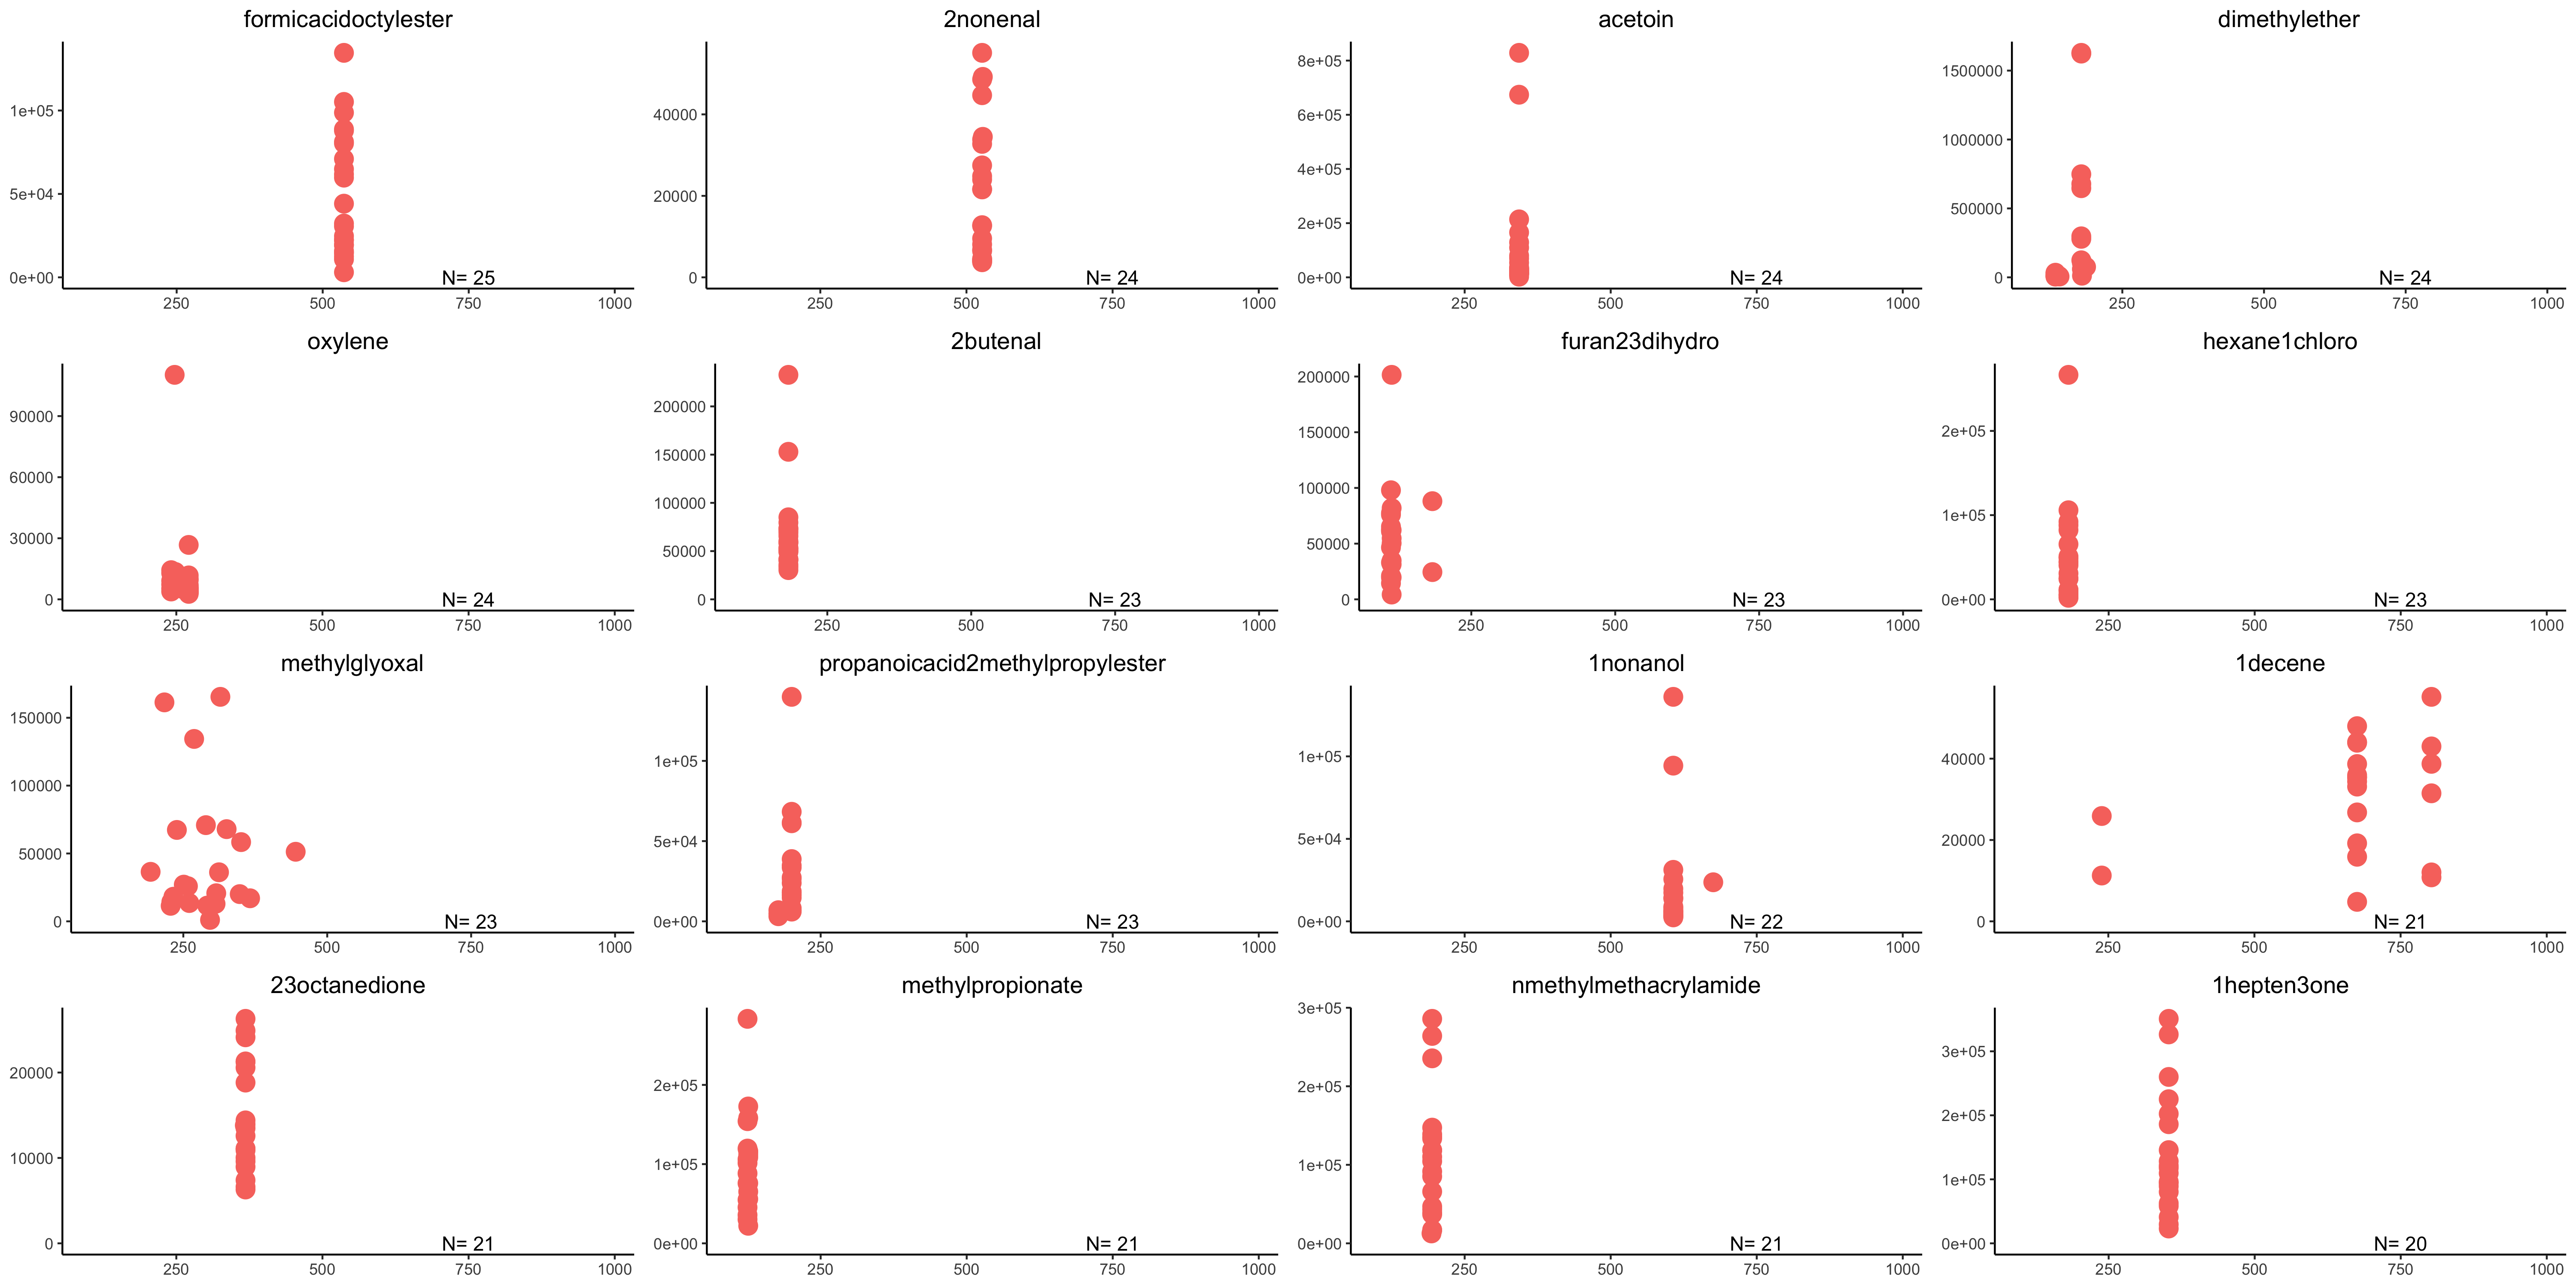 formicacidoctylester
1e+05
5e+04
0e+00
N= 25
250 500 750 1000
2nonenal
40000
20000
0
N= 24
250 500 750 1000
acetoin
8e+05
6e+05
4e+05
2e+05
0e+00
N= 24
250 500 750 1000
dimethylether
1500000
1000000
500000
0
N= 24
250 500 750 1000
oxylene
90000
60000
30000
0
N= 24
250 500 750 1000
2butenal
200000
150000
100000
50000
0
N= 23
250 500 750 1000
furan23dihydro
200000
150000
100000
50000
0
N= 23
250 500 750 1000
hexane1chloro
2e+05
1e+05
0e+00
N= 23
250 500 750 1000
methylglyoxal
150000
100000
50000
0
N= 23
250 500 750 1000
propanoicacid2methylpropylester
1e+05
5e+04
0e+00
N= 23
250 500 750 1000
1nonanol
1e+05
5e+04
0e+00
N= 22
250 500 750 1000
1decene
40000
20000
0
N= 21
250 500 750 1000
23octanedione
20000
10000
0
N= 21
250 500 750 1000
methylpropionate
2e+05
1e+05
0e+00
N= 21
250 500 750 1000
nmethylmethacrylamide
3e+05
2e+05
1e+05
0e+00
N= 21
250 500 750 1000
1hepten3one
3e+05
2e+05
1e+05
0e+00
N= 20
250 500 750 1000